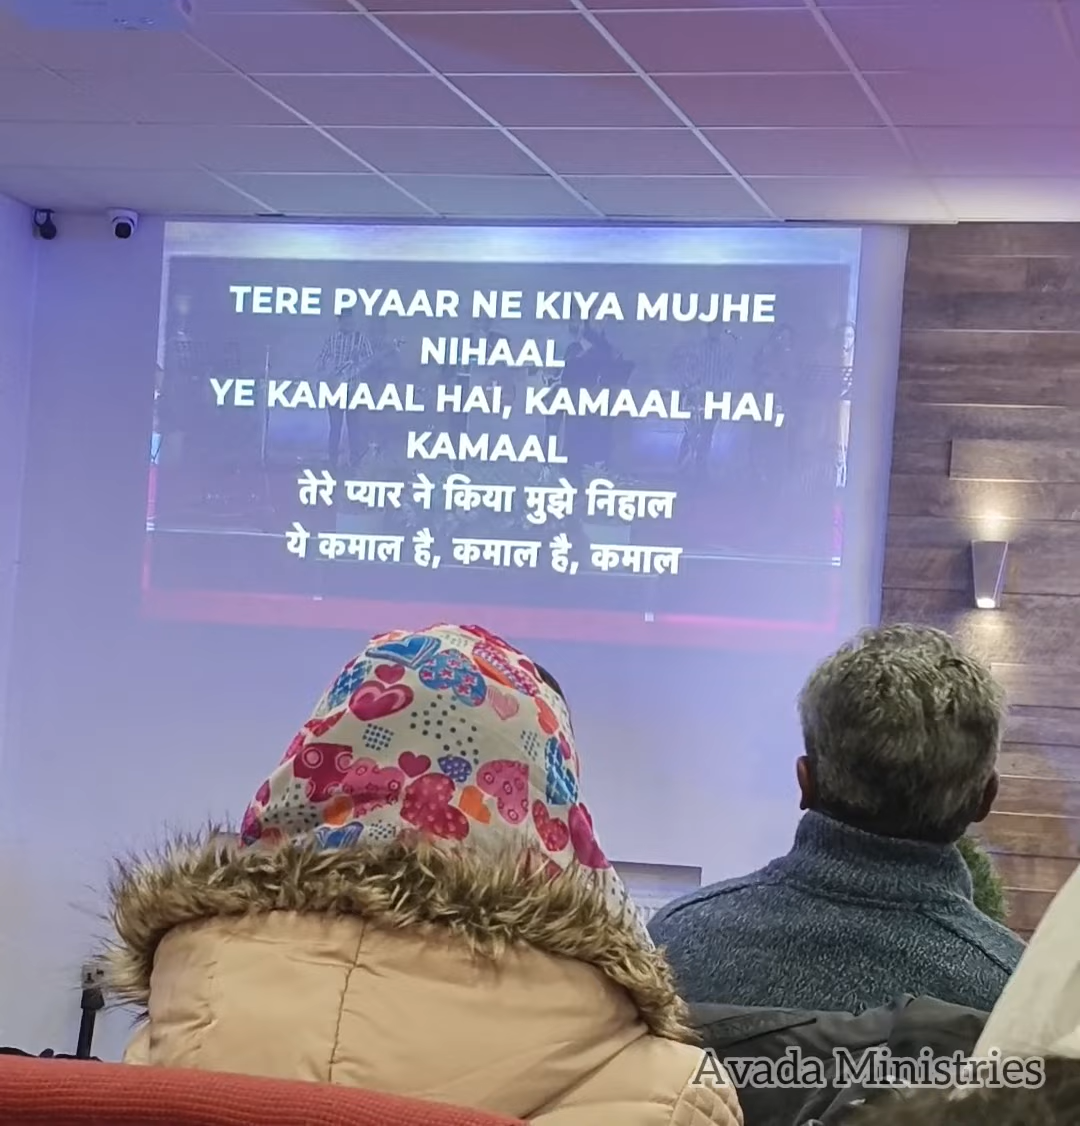 TERE PYAAR NE KIYA MUJHE
NIHAAL
YE KAMAAL HAI, KAMAAL HAI,
KAMAAL
तेरे प्यार ने किया मुझे निहाल
ये कमाल है, कमाल है, कमाल
Avada Ministries